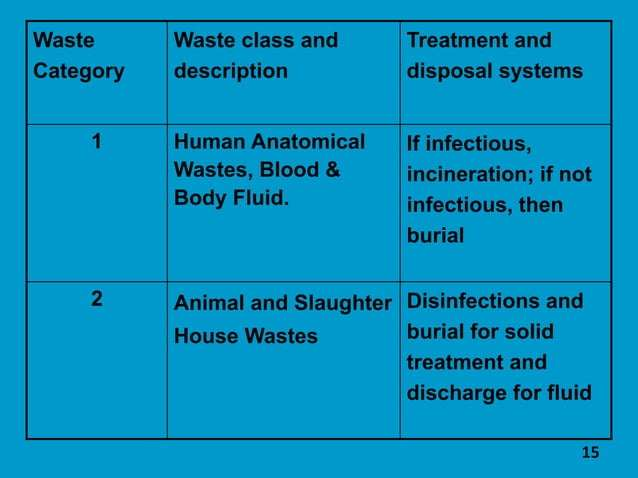 Waste
Category
Waste class and
description
Treatment and
disposal systems
1
Human Anatomical
Wastes, Blood &
Body Fluid.
If infectious,
incineration; if not
infectious, then
burial
2
Animal and Slaughter
House Wastes
Disinfections and
burial for solid
treatment and
discharge for fluid
15